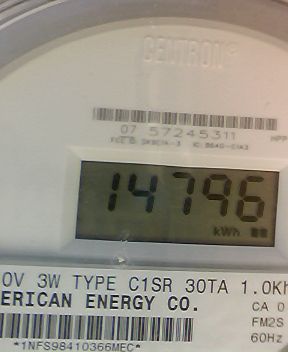 CENTRON®
07 57245311
14796
kWh
0V 3W TYPE C1SR 30TA 1.0Kh
ERICAN ENERGY CO.
CA 0
FM2S
60Hz
*1NFS98410366MEC*